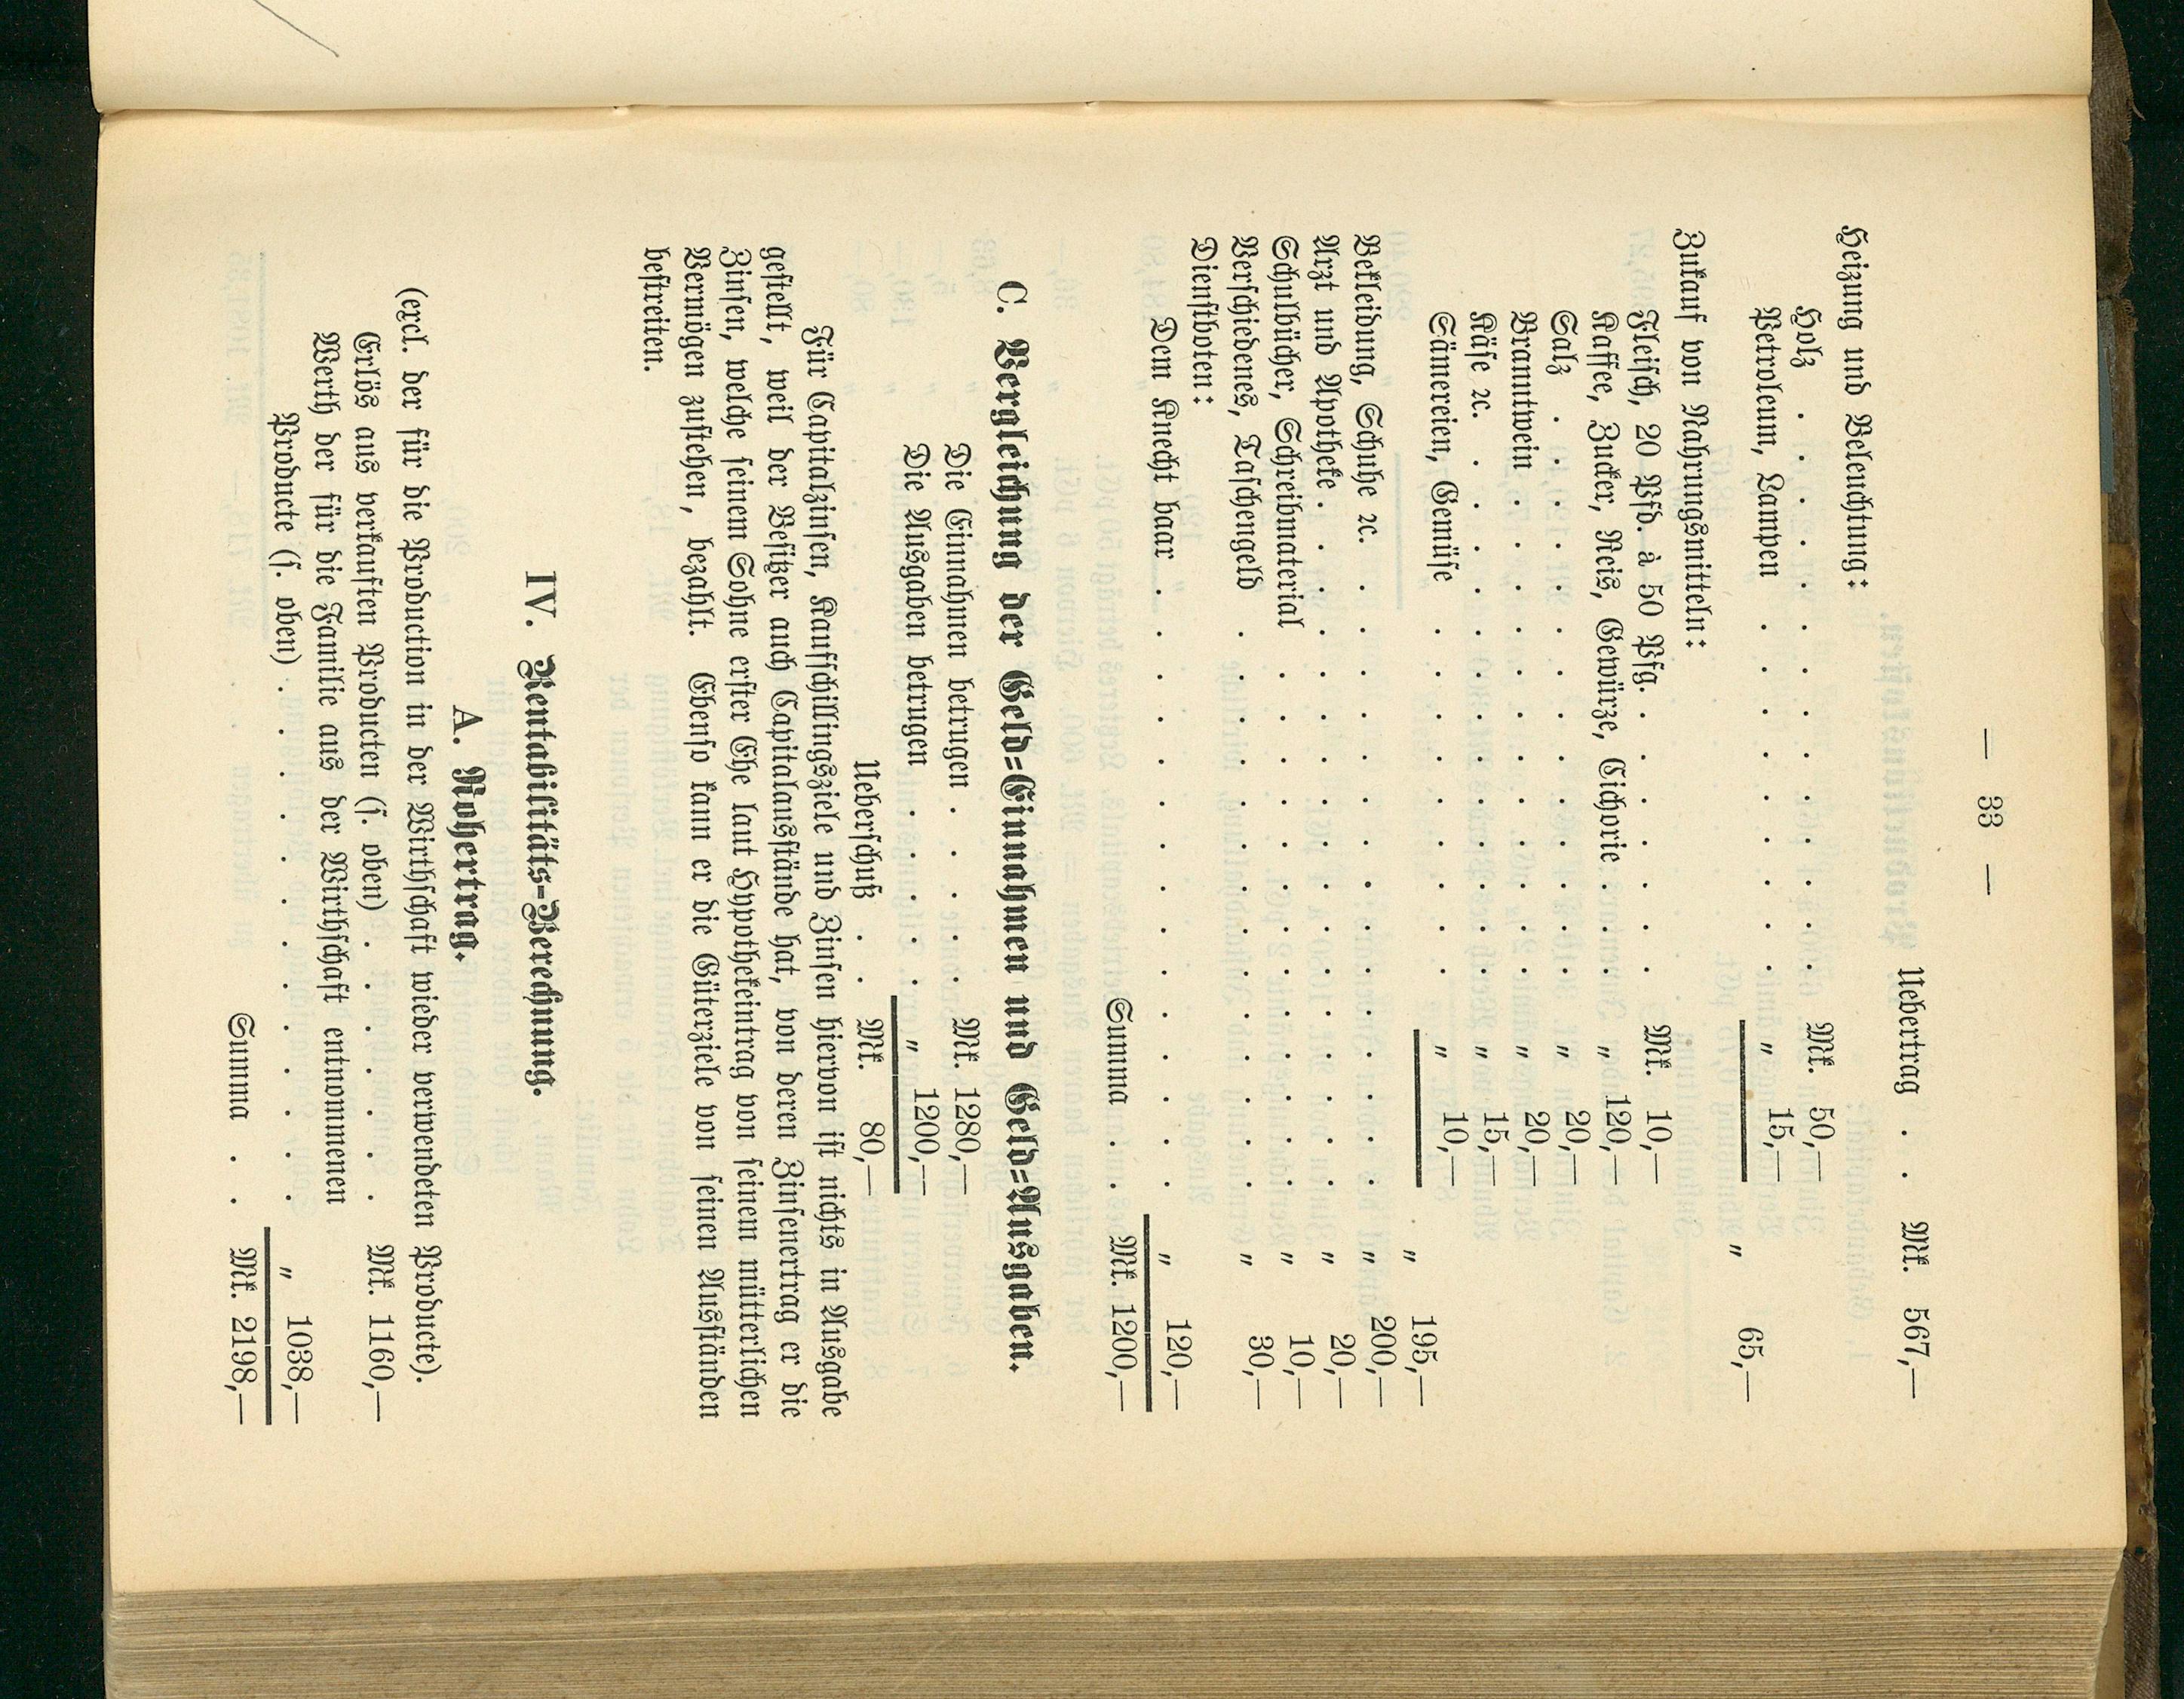 — 33 —
Uebertrag . . Mk. 567,—
Heizung und Beleuchtung:
Holz . . . . . . . . . Mk. 50,—
Petroleum, Lampen . . . . . „ 15,—
„ 65,—
Zukauf von Nahrungsmitteln:
Fleisch, 20 Pfd. à 50 Pfg. . . . . Mk. 10,—
Kaffee, Zucker, Reis, Gewürze, Cichorie . . „ 120,—
Salz . . . . . . . . „ 20,—
Branntwein . . . . . . . „ 20,—
Käse ꝛc. . . . . . . . „ 15,—
Sämereien, Gemüse . . . . . „ 10,—
„ 195,—
Bekleidung, Schuhe ꝛc. . . . . . . . . „ 200,—
Arzt und Apotheke . . . . . . . . . „ 20,—
Schulbücher, Schreibmaterial . . . . . . . „ 10,—
Verschiedenes, Taschengeld . . . . . . . . „ 30,—
Dienstboten:
Dem Knecht baar . . . . . . . . „ 120,—
Summa . . Mk. 1200,—
C. Vergleichung der Geld=Einnahmen und Geld=Ausgaben.
Die Einnahmen betrugen . . . Mk. 1280,—
Die Ausgaben betrugen . . . „ 1200,—
Ueberschuß . . Mk. 80,—
Für Capitalzinsen, Kaufschillingsziele und Zinsen hiervon ist nichts in Ausgabe
gestellt, weil der Besitzer auch Capitalausstände hat, von deren Zinsenertrag er die
Zinsen, welche seinem Sohne erster Ehe laut Hypothekeintrag von seinem mütterlichen
Vermögen zustehen, bezahlt. Ebenso kann er die Güterziele von seinen Ausständen
bestreiten.
IV. Rentabilitäts=Berechnung.
A. Rohertrag.
(excl. der für die Production in der Wirthschaft wieder verwendeten Producte).
Erlös aus verkauften Producten (s. oben) . . . . Mk. 1160,—
Werth der für die Familie aus der Wirthschaft entnommenen
Producte (s. oben) . . . . . . . „ 1038,—
Summa . . Mk. 2198,—